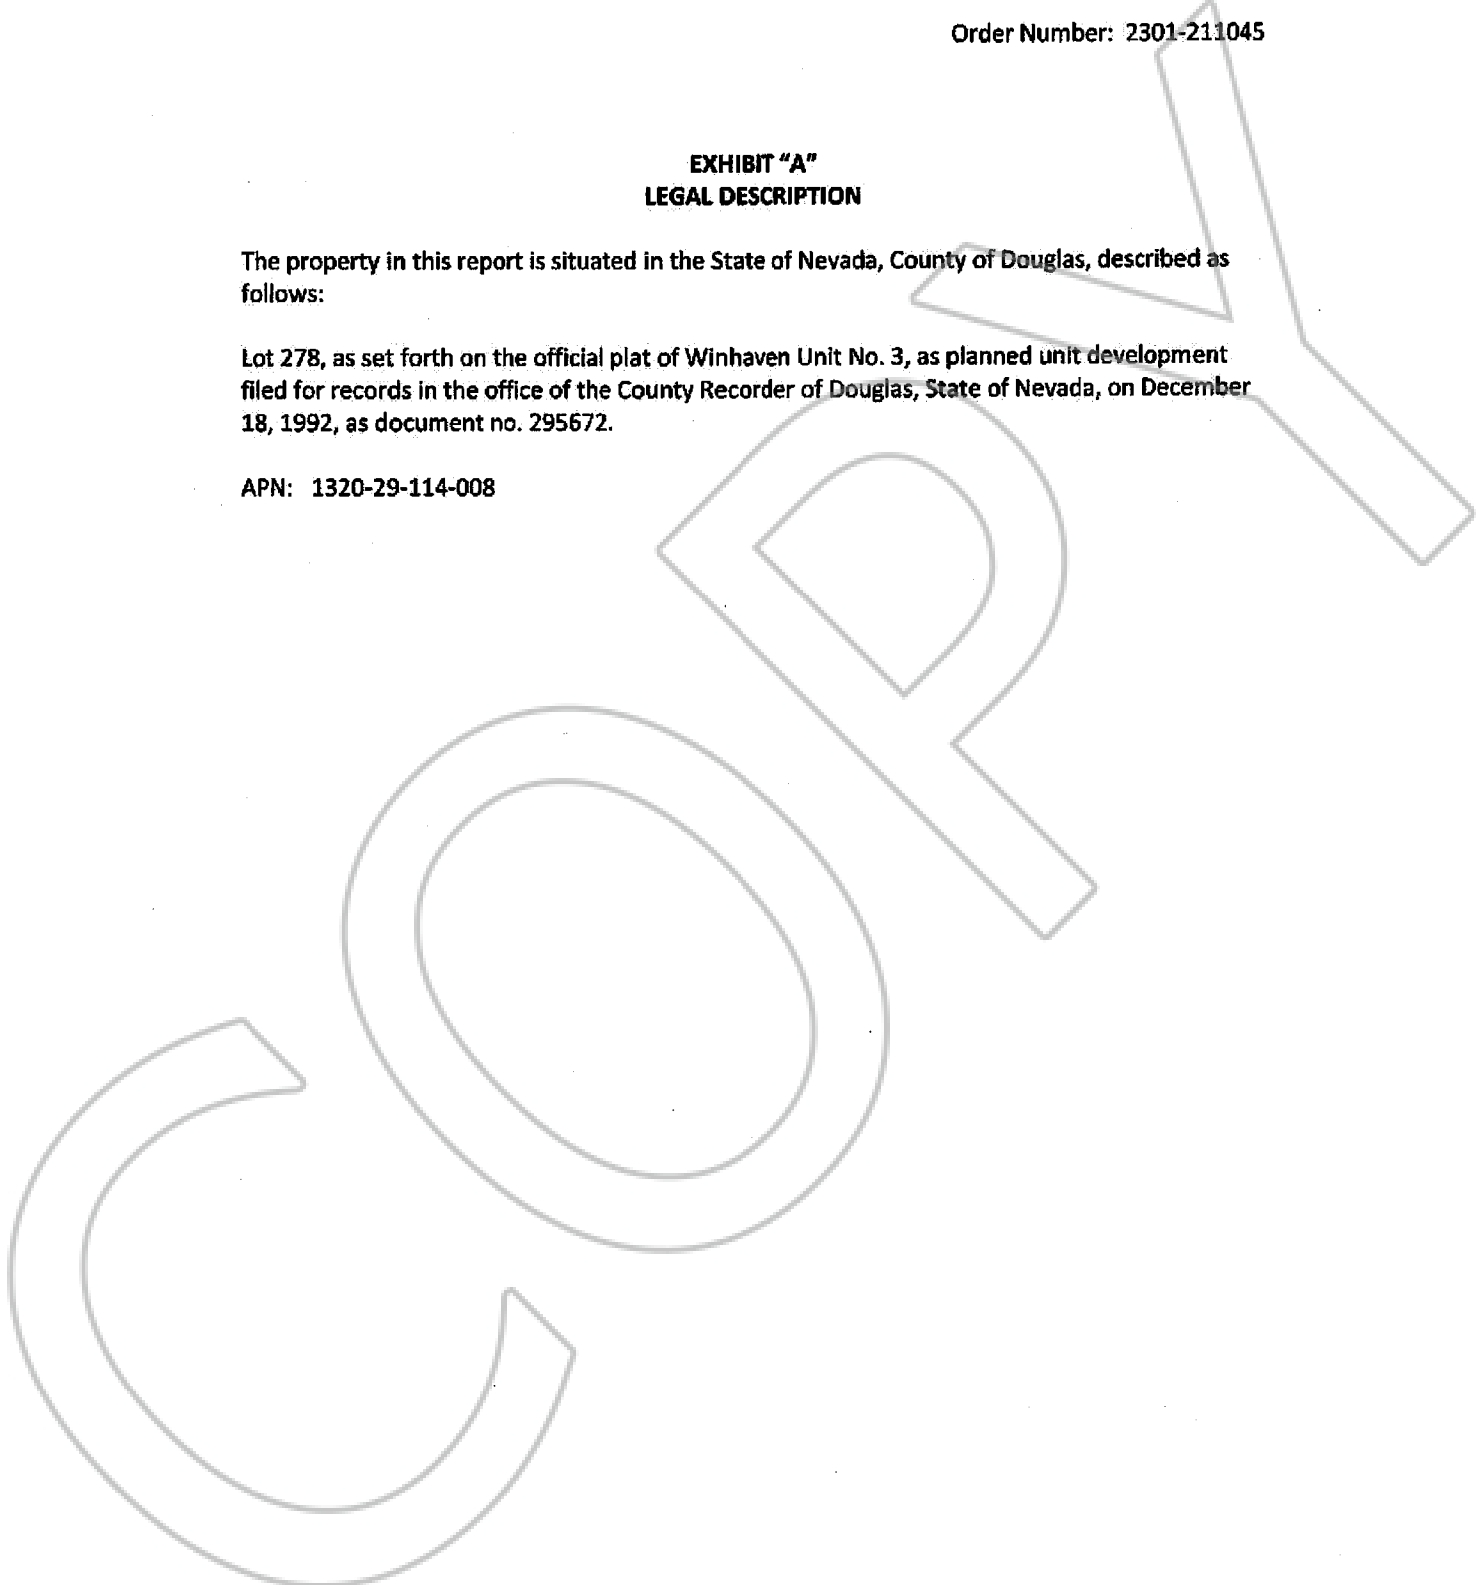 Order Number: 2301-211045
EXHIBIT “A”
LEGAL DESCRIPTION
The property in this report is situated in the State of Nevada, County of Douglas, described as
follows:
Lot 278, as set forth on the official plat of Winhaven Unit No. 3, as planned unit development
filed for records in the office of the County Recorder of Douglas, State of Nevada, on December
18, 1992, as document no. 295672.
APN: 1320-29-114-008
COPY